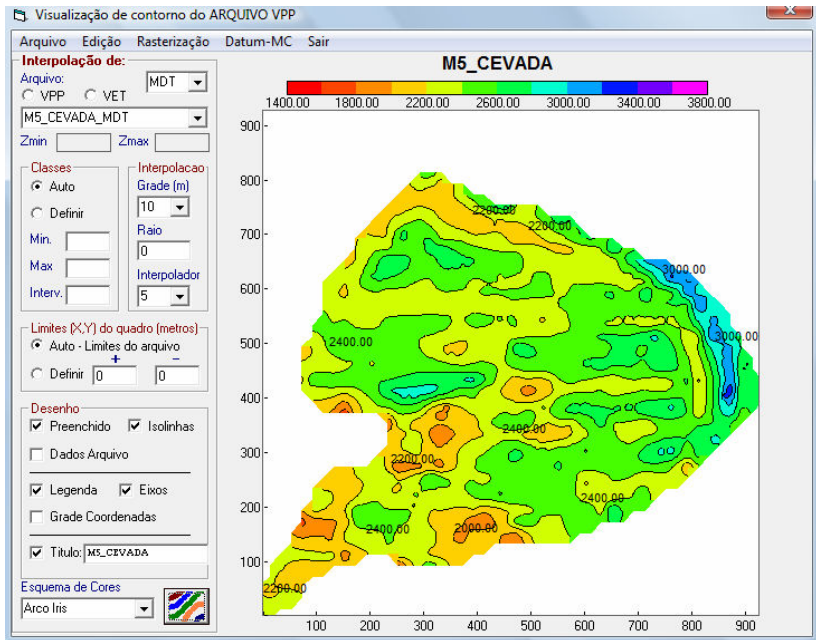 Visualização de contorno do ARQUIVO VPP
Arquivo Edição Rasterização Datum-MC Sair
Interpolação de:
Arquivo:
MDT
VPP VET
M5_CEVADA_MDT
Zmin Zmax
Classes
Auto
Definir
Min.
Max
Interv.
Interpolacao
Grade (m)
10
Raio
0
Interpolador
5
Limites (X,Y) do quadro (metros)
Auto - Limites do arquivo
+ -
Definir 0 0
Desenho
Preenchido Isolinhas
Dados Arquivo
Legenda Eixos
Grade Coordenadas
Titulo: M5_CEVADA
Esquema de Cores
Arco Iris
M5_CEVADA
1400.00 1800.00 2200.00 2600.00 3000.00 3400.00 3800.00
900
800
2200.00
700
2200.00
3000.00
600
500
2400.00
3000.00
400
2400.00
300
2200.00
200
2400.00
2400.00
2000.00
100
2200.00
100 200 300 400 500 600 700 800 900